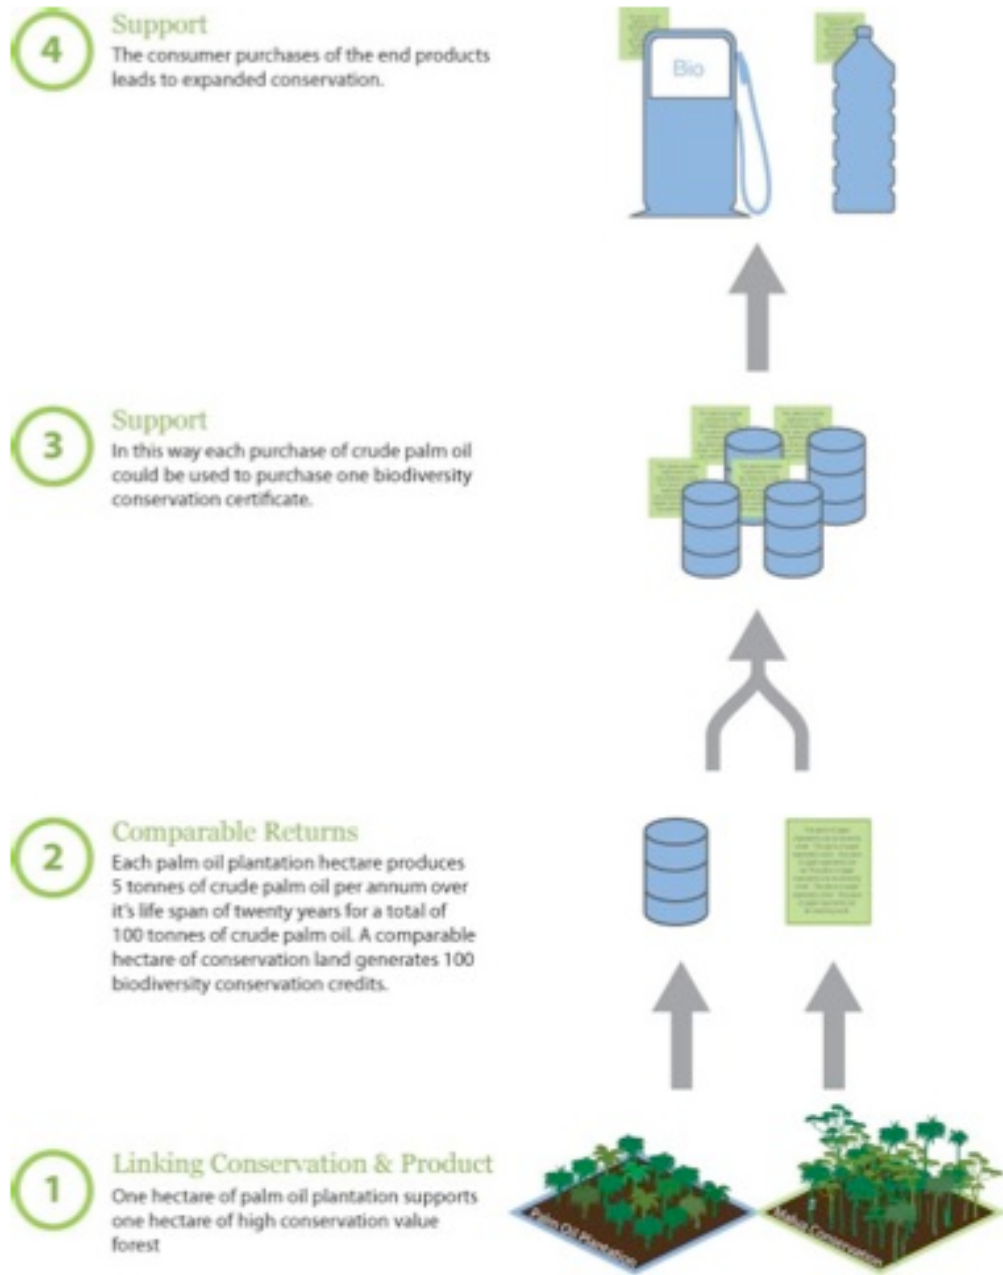 4
Support
The consumer purchases of the end products
leads to expanded conservation.
Bio
3
Support
In this way each purchase of crude palm oil
could be used to purchase one biodiversity
conservation certificate.
2
Comparable Returns
Each palm oil plantation hectare produces
5 tonnes of crude palm oil per annum over
it's life span of twenty years for a total of
100 tonnes of crude palm oil. A comparable
hectare of conservation land generates 100
biodiversity conservation credits.
1
Linking Conservation & Product
One hectare of palm oil plantation supports
one hectare of high conservation value
forest
Palm Oil Plantation
Malua Conservation